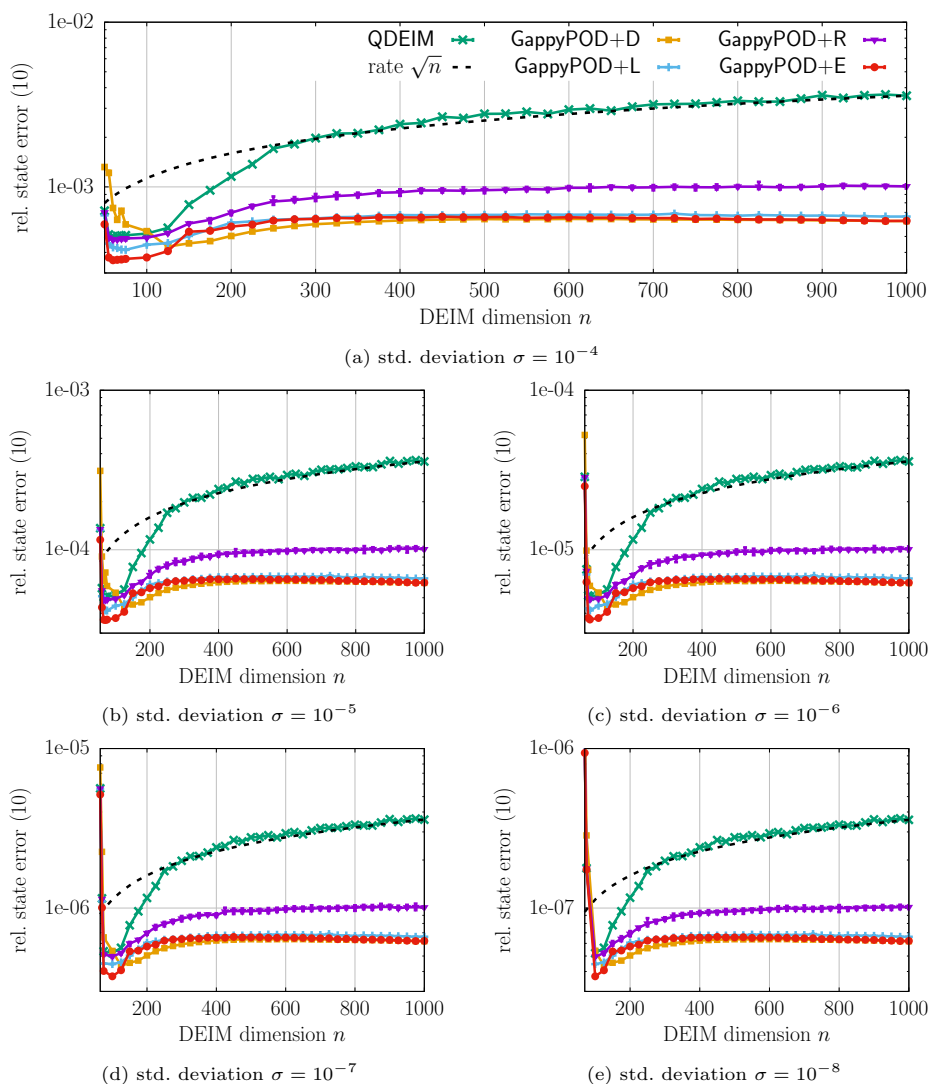 1e-02
1e-03
rel. state error (10)
QDEIM
rate √n
GappyPOD+D
GappyPOD+L
GappyPOD+R
GappyPOD+E
100 200 300 400 500 600 700 800 900 1000
DEIM dimension n
(a) std. deviation σ = 10⁻⁴
1e-03
1e-04
rel. state error (10)
200 400 600 800 1000
DEIM dimension n
(b) std. deviation σ = 10⁻⁵
1e-04
1e-05
rel. state error (10)
200 400 600 800 1000
DEIM dimension n
(c) std. deviation σ = 10⁻⁶
1e-05
1e-06
rel. state error (10)
200 400 600 800 1000
DEIM dimension n
(d) std. deviation σ = 10⁻⁷
1e-06
1e-07
rel. state error (10)
200 400 600 800 1000
DEIM dimension n
(e) std. deviation σ = 10⁻⁸